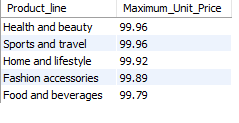 Product_line Maximum_Unit_Price
Health and beauty 99.96
Sports and travel 99.96
Home and lifestyle 99.92
Fashion accessories 99.89
Food and beverages 99.79